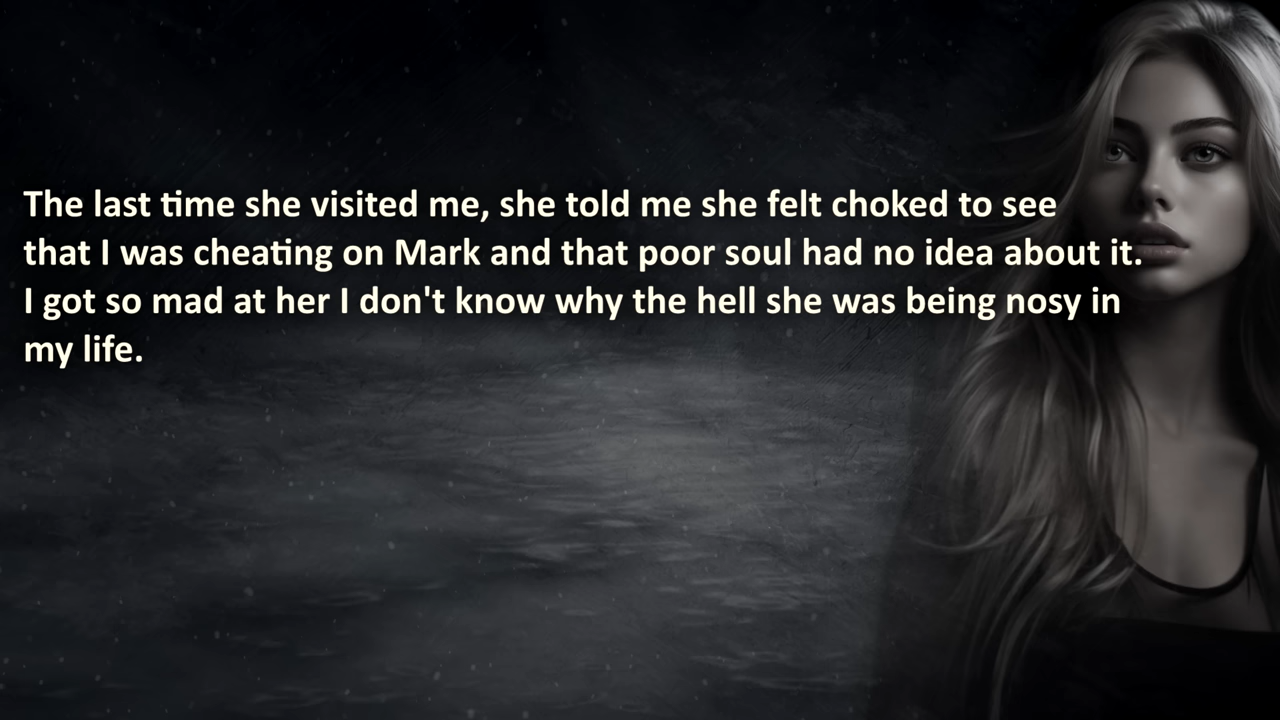 The last time she visited me, she told me she felt choked to see
that I was cheating on Mark and that poor soul had no idea about it.
I got so mad at her I don't know why the hell she was being nosy in
my life.